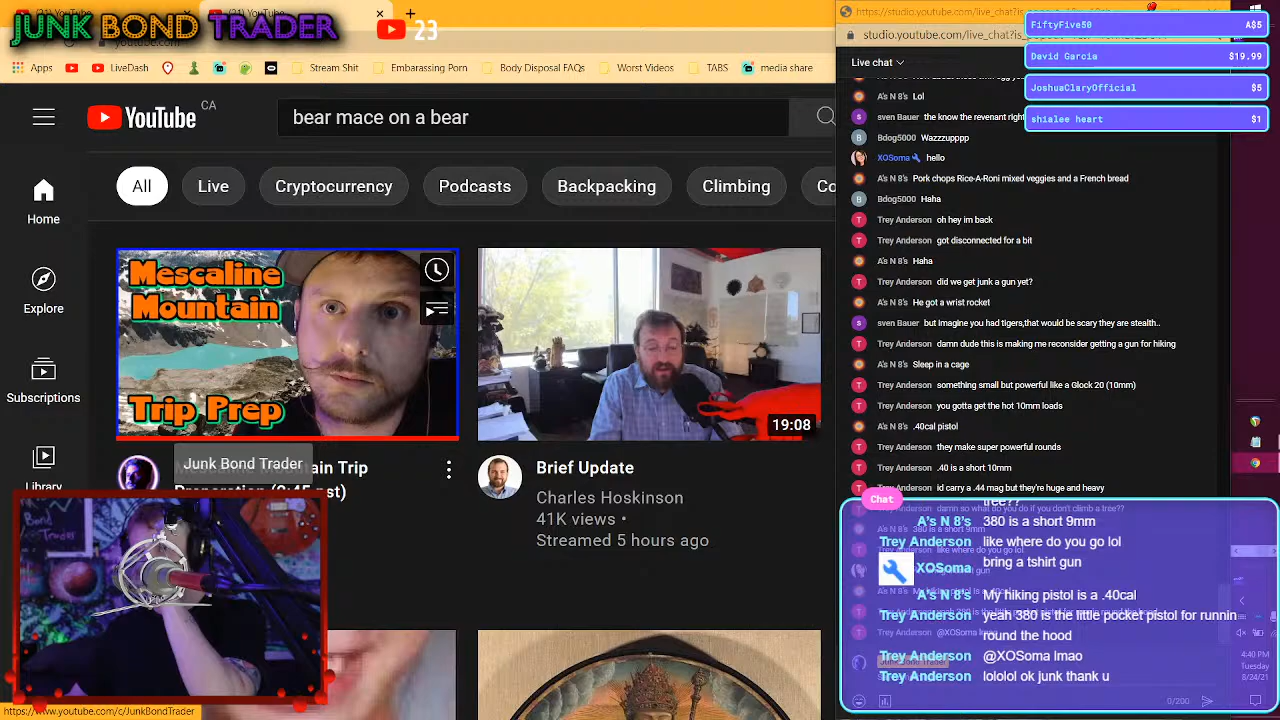 JUNK BOND TRADER
23
Apps
LiveDash
Embarrassment Porn
Bodybuilding
FAQs
Worst Videos
TABS
media share
YouTube CA
bear mace on a bear
All
Live
Cryptocurrency
Podcasts
Backpacking
Climbing
Home
Explore
Subscriptions
Library
Mescaline
Mountain
Trip Prep
Junk Bond Trader
19:08
Brief Update
Charles Hoskinson
41K views •
Streamed 5 hours ago
https://www.youtube.com/c/JunkBondTrader
Live chat
FiftyFive50 A$5
David Garcia $19.99
JoshuaClaryOfficial $5
shialee heart $1
A's N 8's Lol
sven Bauer the know the revenant right
Bdog5000 Wazzzupppp
XOSoma hello
A's N 8's Pork chops Rice-A-Roni mixed veggies and a French bread
Bdog5000 Haha
Trey Anderson oh hey im back
Trey Anderson got disconnected for a bit
A's N 8's Haha
Trey Anderson did we get junk a gun yet?
A's N 8's He got a wrist rocket
sven Bauer but Imagine you had tigers,that would be scary they are stealth..
Trey Anderson damn dude this is making me reconsider getting a gun for hiking
A's N 8's Sleep in a cage
Trey Anderson something small but powerful like a Glock 20 (10mm)
Trey Anderson you gotta get the hot 10mm loads
A's N 8's .40cal pistol
Trey Anderson they make super powerful rounds
Trey Anderson .40 is a short 10mm
Trey Anderson Id carry a .44 mag but they're huge and heavy
Chat
tree??
A's N 8's 380 is a short 9mm
Trey Anderson like where do you go lol
XOSoma bring a tshirt gun
A's N 8's My hiking pistol is a .40cal
Trey Anderson yeah 380 is the little pocket pistol for runnin
round the hood
Trey Anderson @XOSoma lmao
Trey Anderson lololol ok junk thank u
0/200
4:40 PM
Tuesday
8/24/21